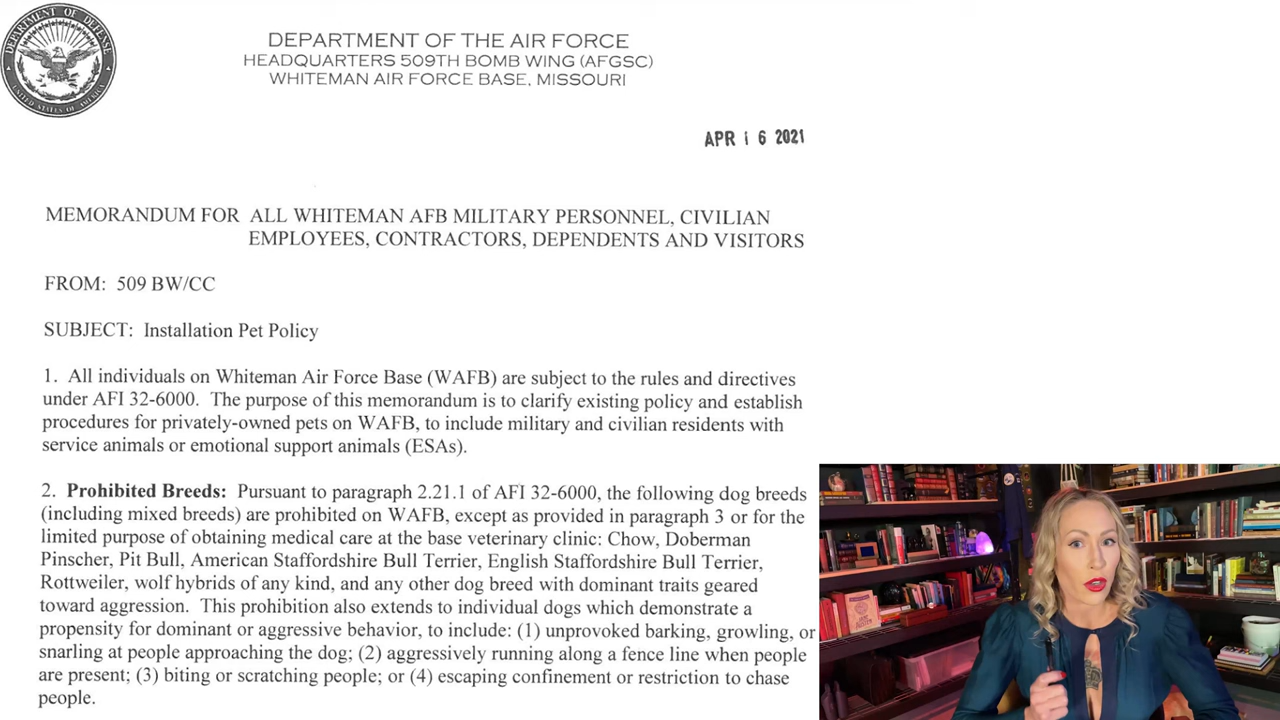 DEPARTMENT OF DEFENSE
UNITED STATES OF AMERICA
DEPARTMENT OF THE AIR FORCE
HEADQUARTERS 509TH BOMB WING (AFGSC)
WHITEMAN AIR FORCE BASE, MISSOURI
APR 1 6 2021
MEMORANDUM FOR ALL WHITEMAN AFB MILITARY PERSONNEL, CIVILIAN
EMPLOYEES, CONTRACTORS, DEPENDENTS AND VISITORS
FROM: 509 BW/CC
SUBJECT: Installation Pet Policy
1. All individuals on Whiteman Air Force Base (WAFB) are subject to the rules and directives
under AFI 32-6000. The purpose of this memorandum is to clarify existing policy and establish
procedures for privately-owned pets on WAFB, to include military and civilian residents with
service animals or emotional support animals (ESAs).
2. Prohibited Breeds: Pursuant to paragraph 2.21.1 of AFI 32-6000, the following dog breeds
(including mixed breeds) are prohibited on WAFB, except as provided in paragraph 3 or for the
limited purpose of obtaining medical care at the base veterinary clinic: Chow, Doberman
Pinscher, Pit Bull, American Staffordshire Bull Terrier, English Staffordshire Bull Terrier,
Rottweiler, wolf hybrids of any kind, and any other dog breed with dominant traits geared
toward aggression. This prohibition also extends to individual dogs which demonstrate a
propensity for dominant or aggressive behavior, to include: (1) unprovoked barking, growling, or
snarling at people approaching the dog; (2) aggressively running along a fence line when people
are present; (3) biting or scratching people; or (4) escaping confinement or restriction to chase
people.